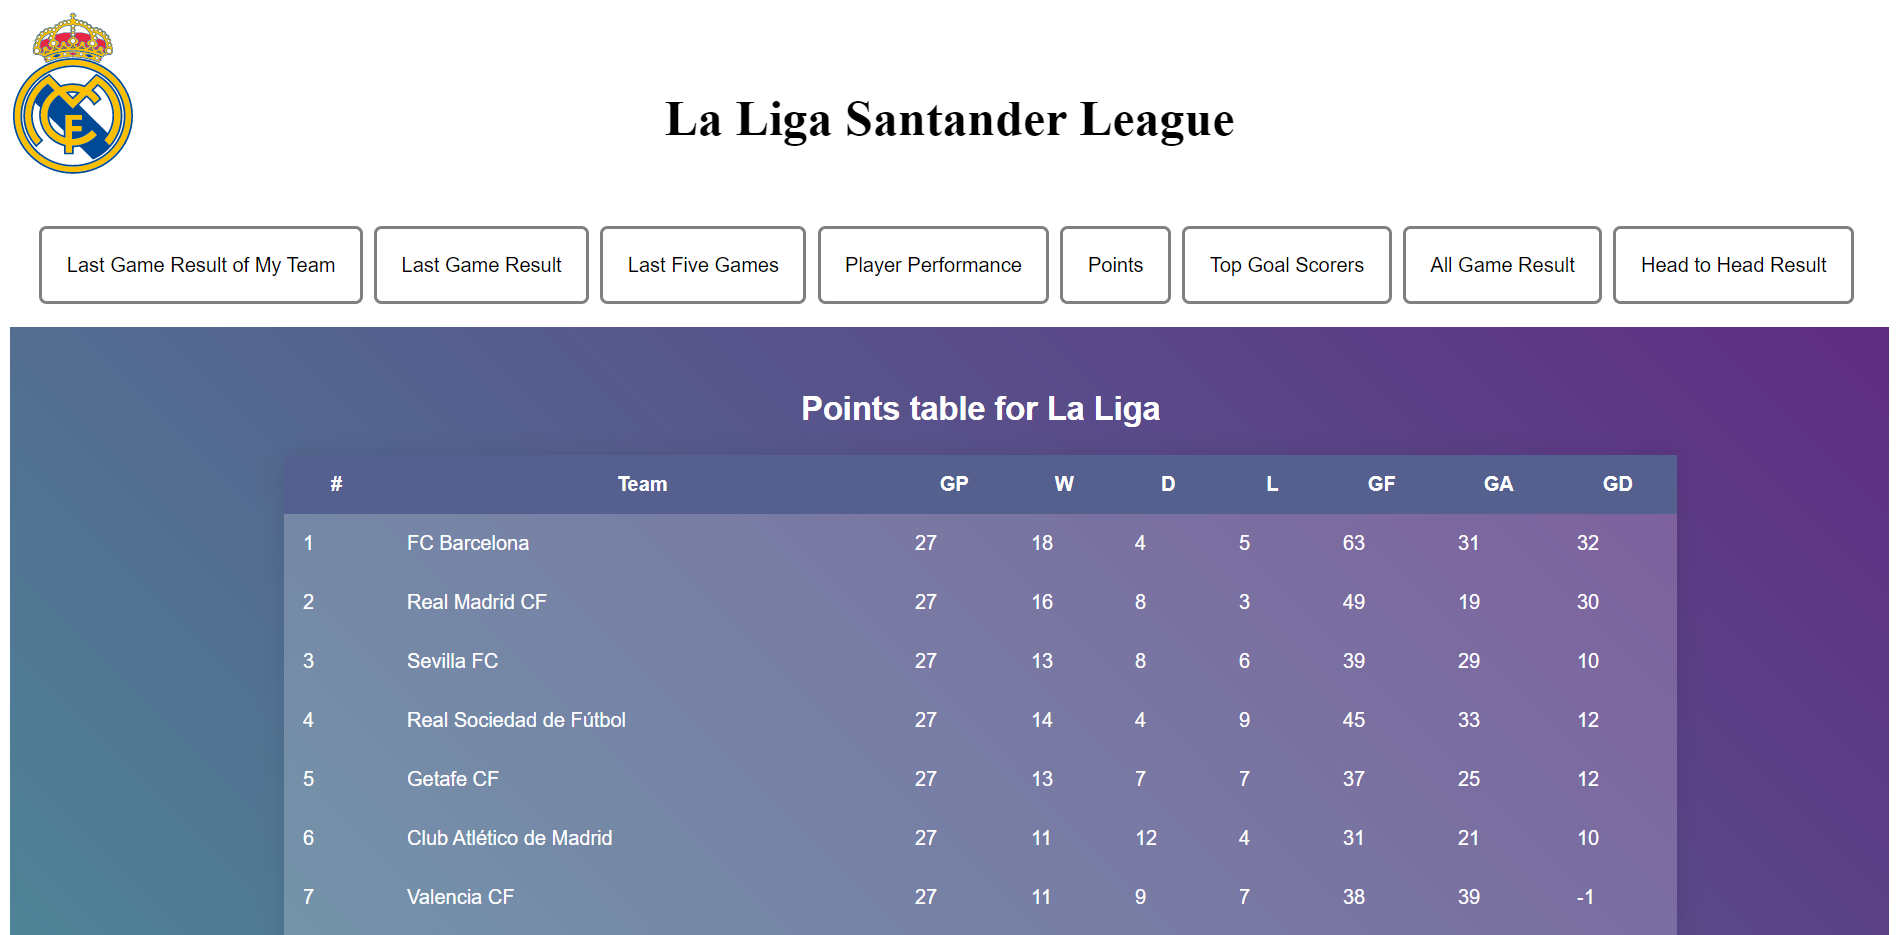 La Liga Santander League
Last Game Result of My Team Last Game Result Last Five Games Player Performance Points Top Goal Scorers All Game Result Head to Head Result
Points table for La Liga
# Team GP W D L GF GA GD
1 FC Barcelona 27 18 4 5 63 31 32
2 Real Madrid CF 27 16 8 3 49 19 30
3 Sevilla FC 27 13 8 6 39 29 10
4 Real Sociedad de Fútbol 27 14 4 9 45 33 12
5 Getafe CF 27 13 7 7 37 25 12
6 Club Atlético de Madrid 27 11 12 4 31 21 10
7 Valencia CF 27 11 9 7 38 39 -1